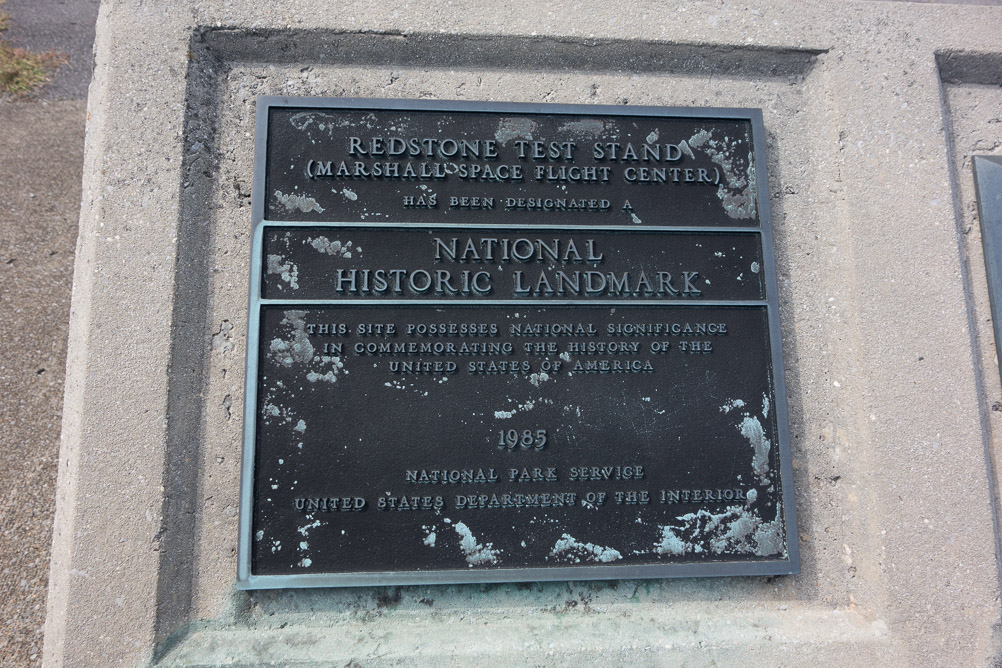 REDSTONE TEST STAND
(MARSHALL SPACE FLIGHT CENTER)
HAS BEEN DESIGNATED A
NATIONAL
HISTORIC LANDMARK
THIS SITE POSSESSES NATIONAL SIGNIFICANCE
IN COMMEMORATING THE HISTORY OF THE
UNITED STATES OF AMERICA
1985
NATIONAL PARK SERVICE
UNITED STATES DEPARTMENT OF THE INTERIOR